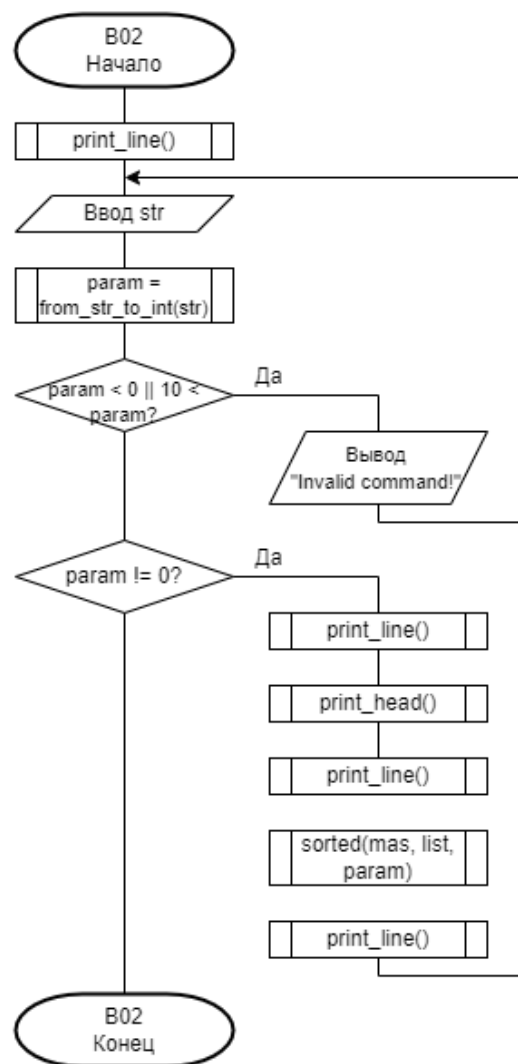 B02
Начало
print_line()
Ввод str
param =
from_str_to_int(str)
param < 0 || 10 <
param?
Да
Вывод
"Invalid command!"
param != 0?
Да
print_line()
print_head()
print_line()
sorted(mas, list,
param)
print_line()
B02
Конец